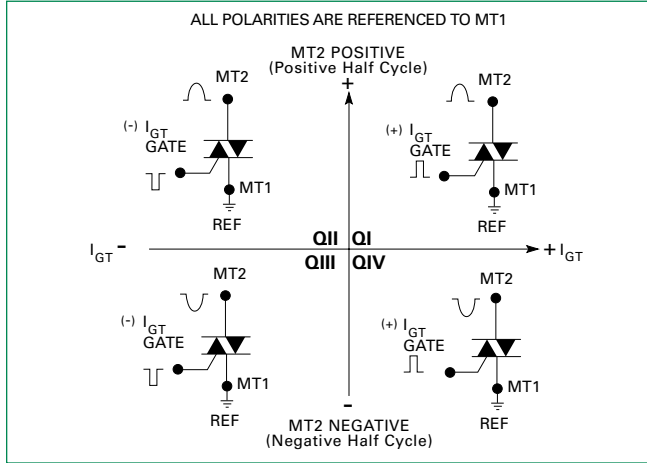 ALL POLARITIES ARE REFERENCED TO MT1
MT2 POSITIVE
(Positive Half Cycle)
+
MT2
(-) IGT
GATE
MT1
REF
MT2
(+) IGT
GATE
MT1
REF
IGT -
QII QI
QIII QIV
+ IGT
MT2
(-) IGT
GATE
MT1
REF
MT2
(+) IGT
GATE
MT1
REF
-
MT2 NEGATIVE
(Negative Half Cycle)